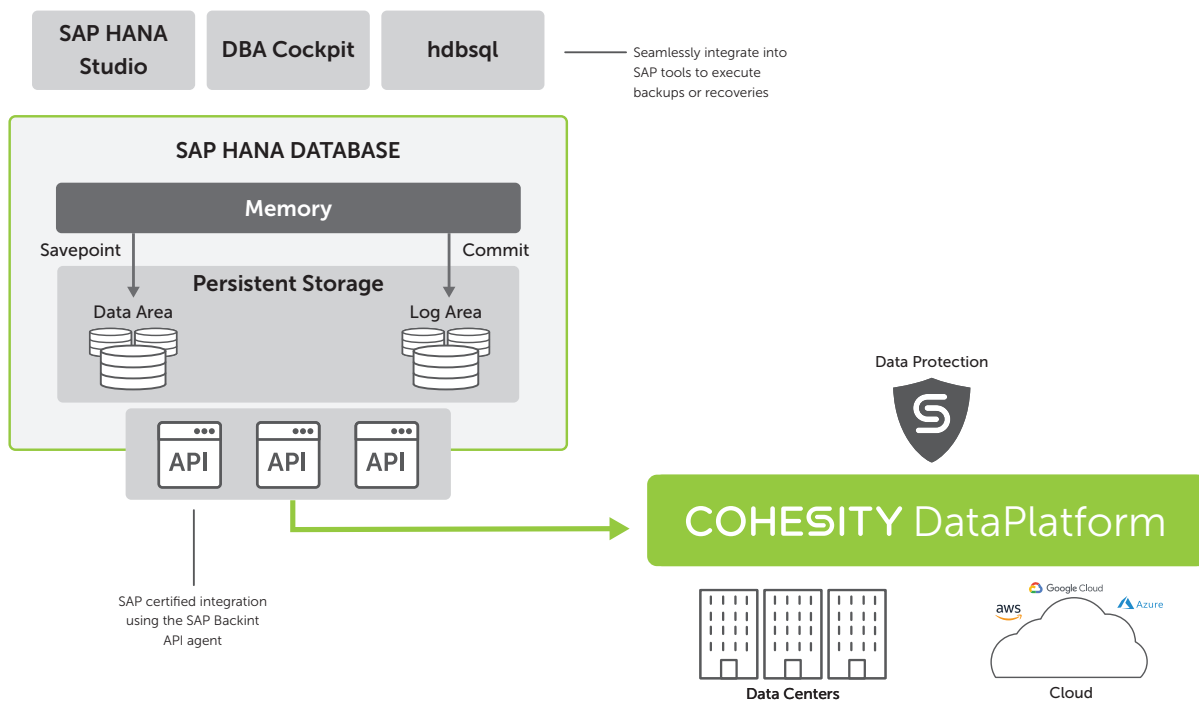 SAP HANA
Studio
DBA Cockpit
hdbsql
Seamlessly integrate into
SAP tools to execute
backups or recoveries
SAP HANA DATABASE
Memory
Savepoint
Commit
Persistent Storage
Data Area
Log Area
API
API
API
SAP certified integration
using the SAP Backint
API agent
Data Protection
COHESITY DataPlatform
Data Centers
aws
Google Cloud
Azure
Cloud